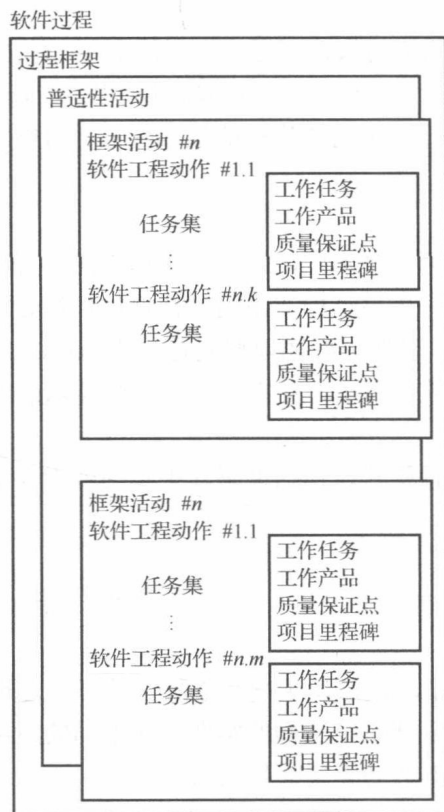 软件过程
过程框架
普适性活动
框架活动 #n
软件工程动作 #1.1
任务集
工作任务
工作产品
质量保证点
项目里程碑
⋮
软件工程动作 #n.k
任务集
工作任务
工作产品
质量保证点
项目里程碑
框架活动 #n
软件工程动作 #1.1
任务集
工作任务
工作产品
质量保证点
项目里程碑
⋮
软件工程动作 #n.m
任务集
工作任务
工作产品
质量保证点
项目里程碑